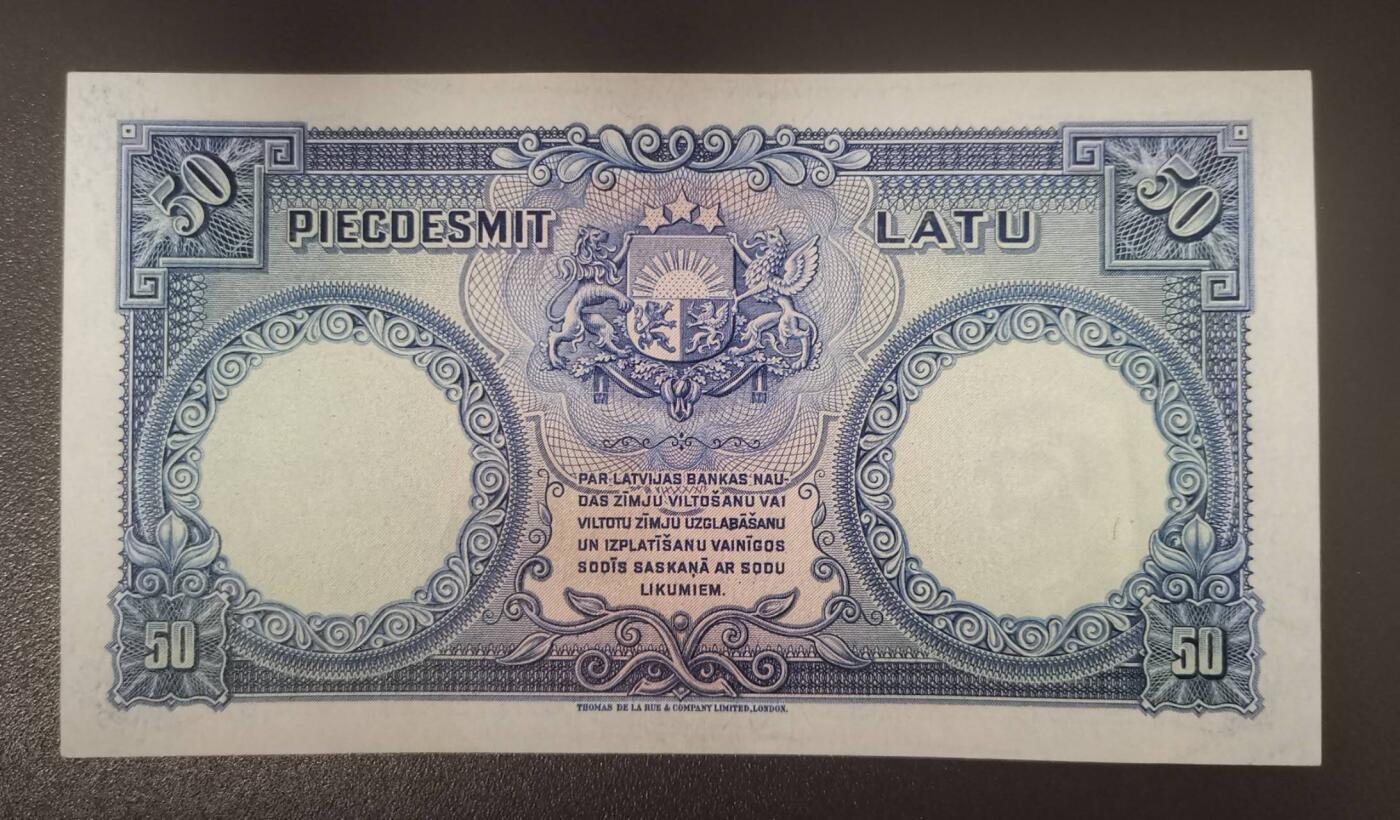 50
50
PIECDESMIT LATU
PAR LATVIJAS BANKAS NAU-
DAS ZĪMJU VILTOŠANU VAI
VILTOTU ZĪMJU UZGLABĀŠANU
UN IZPLATĪŠANU VAINĪGOS
SODĪS SASKAŅĀ AR SODU
LIKUMIEM.
50
50
THOMAS DE LA RUE & COMPANY LIMITED, LONDON.